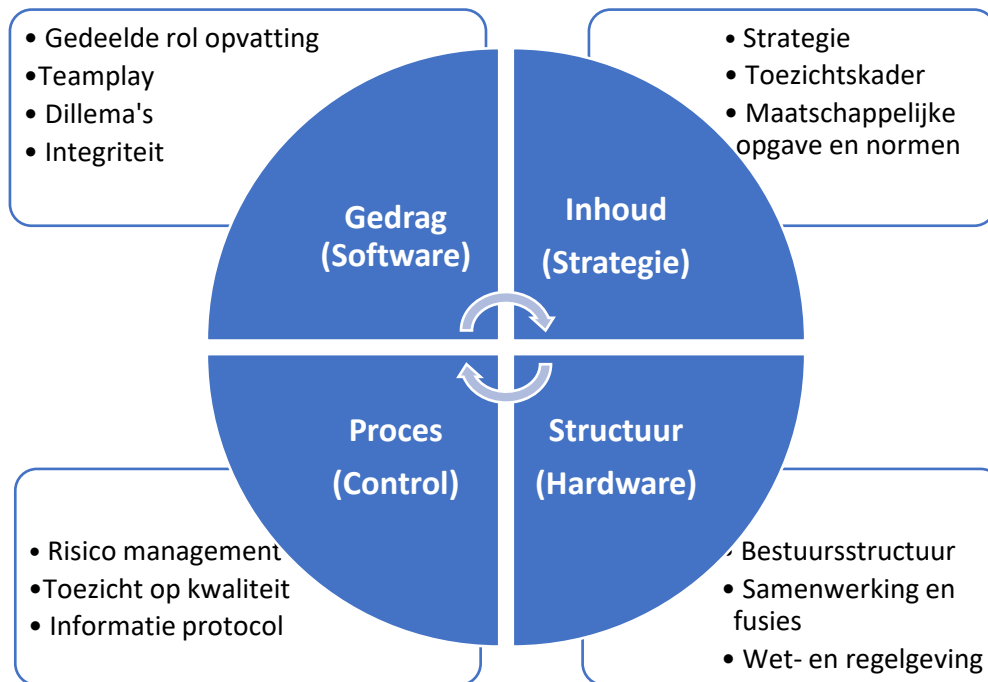 • Gedeelde rol opvatting
•Teamplay
• Dillema's
• Integriteit
• Strategie
• Toezichtskader
• Maatschappelijke
opgave en normen
Gedrag
(Software)
Inhoud
(Strategie)
Proces
(Control)
Structuur
(Hardware)
• Risico management
•Toezicht op kwaliteit
• Informatie protocol
• Bestuursstructuur
• Samenwerking en
fusies
• Wet- en regelgeving